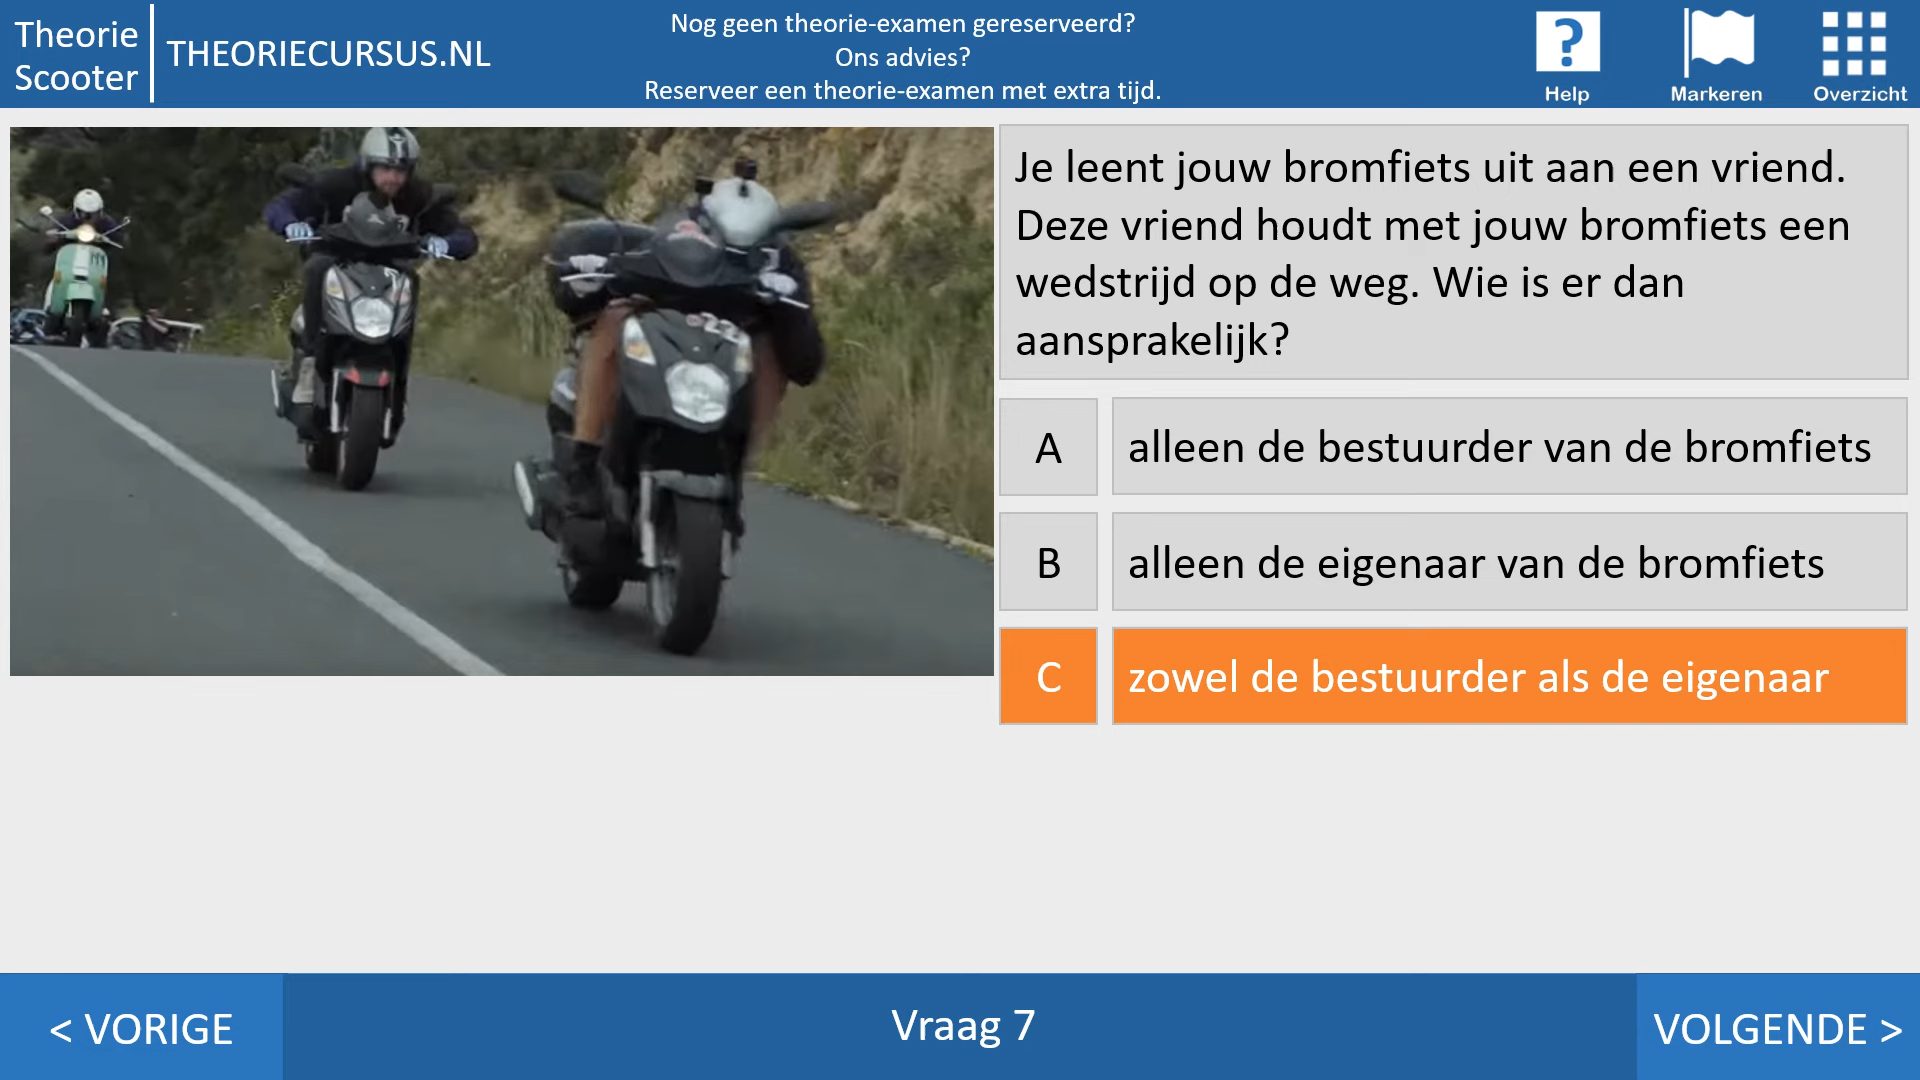 Theorie
Scooter
THEORIECURSUS.NL
Nog geen theorie-examen gereserveerd?
Ons advies?
Reserveer een theorie-examen met extra tijd.
?
Help
Markeren
Overzicht
Je leent jouw bromfiets uit aan een vriend.
Deze vriend houdt met jouw bromfiets een
wedstrijd op de weg. Wie is er dan
aansprakelijk?
A
alleen de bestuurder van de bromfiets
B
alleen de eigenaar van de bromfiets
C
zowel de bestuurder als de eigenaar
< VORIGE
Vraag 7
VOLGENDE >